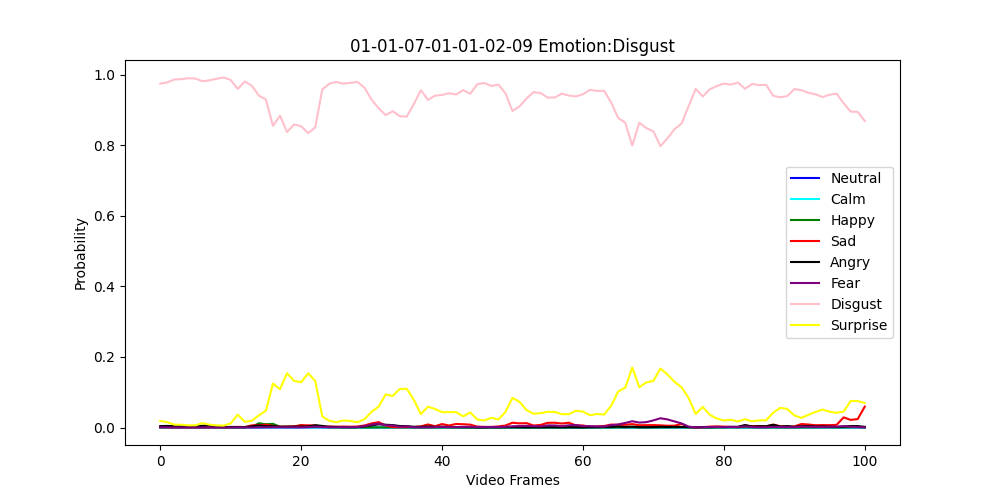 01-01-07-01-01-02-09 Emotion:Disgust
Probability
1.0
0.8
0.6
0.4
0.2
0.0
Neutral
Calm
Happy
Sad
Angry
Fear
Disgust
Surprise
0 20 40 60 80 100
Video Frames